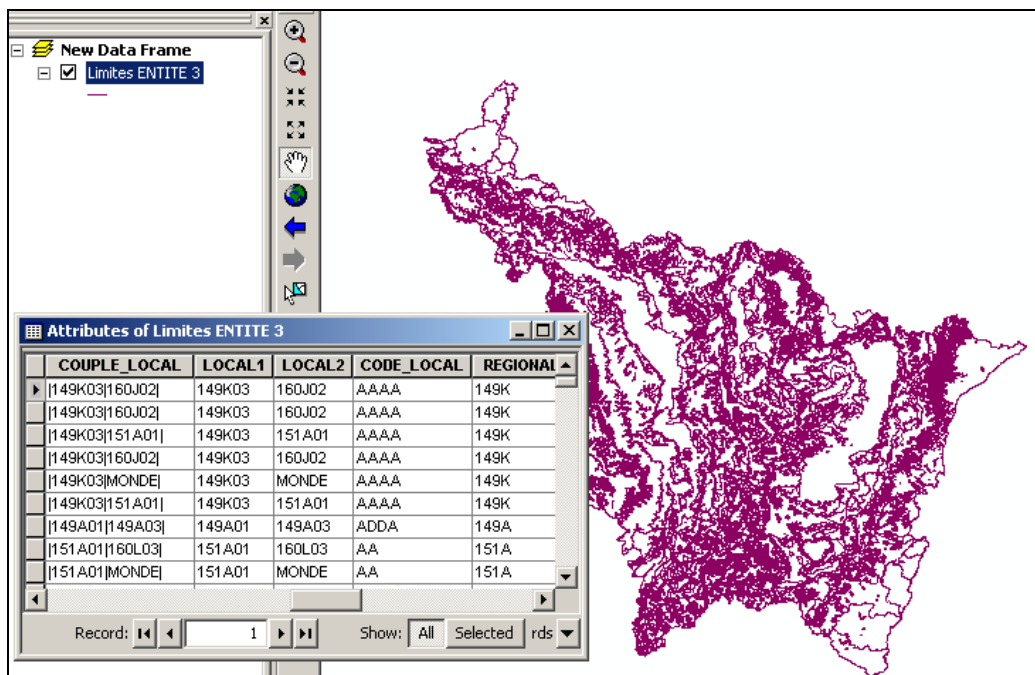 New Data Frame
Limites ENTITE 3
Attributes of Limites ENTITE 3
COUPLE_LOCAL LOCAL1 LOCAL2 CODE_LOCAL REGIONAL
|149K03|160J02| 149K03 160J02 AAAA 149K
|149K03|160J02| 149K03 160J02 AAAA 149K
|149K03|151A01| 149K03 151A01 AAAA 149K
|149K03|160J02| 149K03 160J02 AAAA 149K
|149K03|MONDE| 149K03 MONDE AAAA 149K
|149K03|151A01| 149K03 151A01 AAAA 149K
|149A01|149A03| 149A01 149A03 ADDA 149A
|151A01|160L03| 151A01 160L03 AA 151A
|151A01|MONDE| 151A01 MONDE AA 151A
Record: 1 Show: All Selected rds